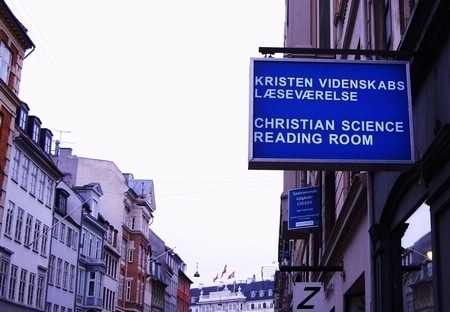 KRISTEN VIDENSKABS
LÆSEVÆRELSE
CHRISTIAN SCIENCE
READING ROOM
Z